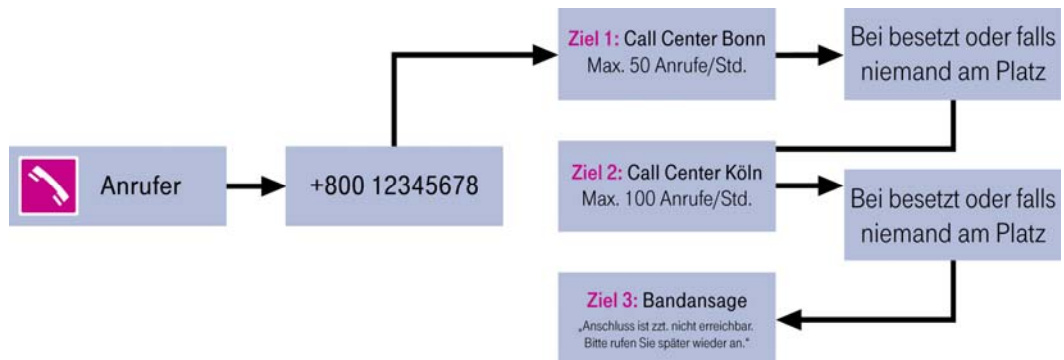 Anrufer
+800 12345678
Ziel 1: Call Center Bonn
Max. 50 Anrufe/Std.
Bei besetzt oder falls
niemand am Platz
Ziel 2: Call Center Köln
Max. 100 Anrufe/Std.
Bei besetzt oder falls
niemand am Platz
Ziel 3: Bandansage
„Anschluss ist zzt. nicht erreichbar.
Bitte rufen Sie später wieder an.“